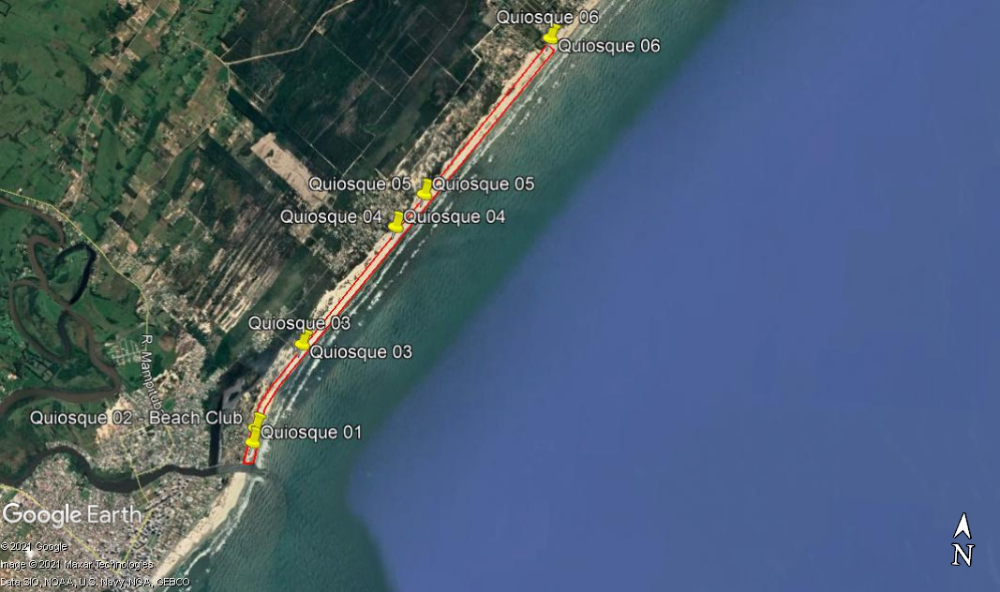 Quiosque 06
Quiosque 06
Quiosque 05
Quiosque 05
Quiosque 04
Quiosque 04
Quiosque 03
R. Mampitub
Quiosque 03
Quiosque 02 - Beach Club
Quiosque 01
Google Earth
© 2021 Google
Image © 2021 Maxar Technologies
Data SIO, NOAA, U.S. Navy, NGA, GEBCO
N